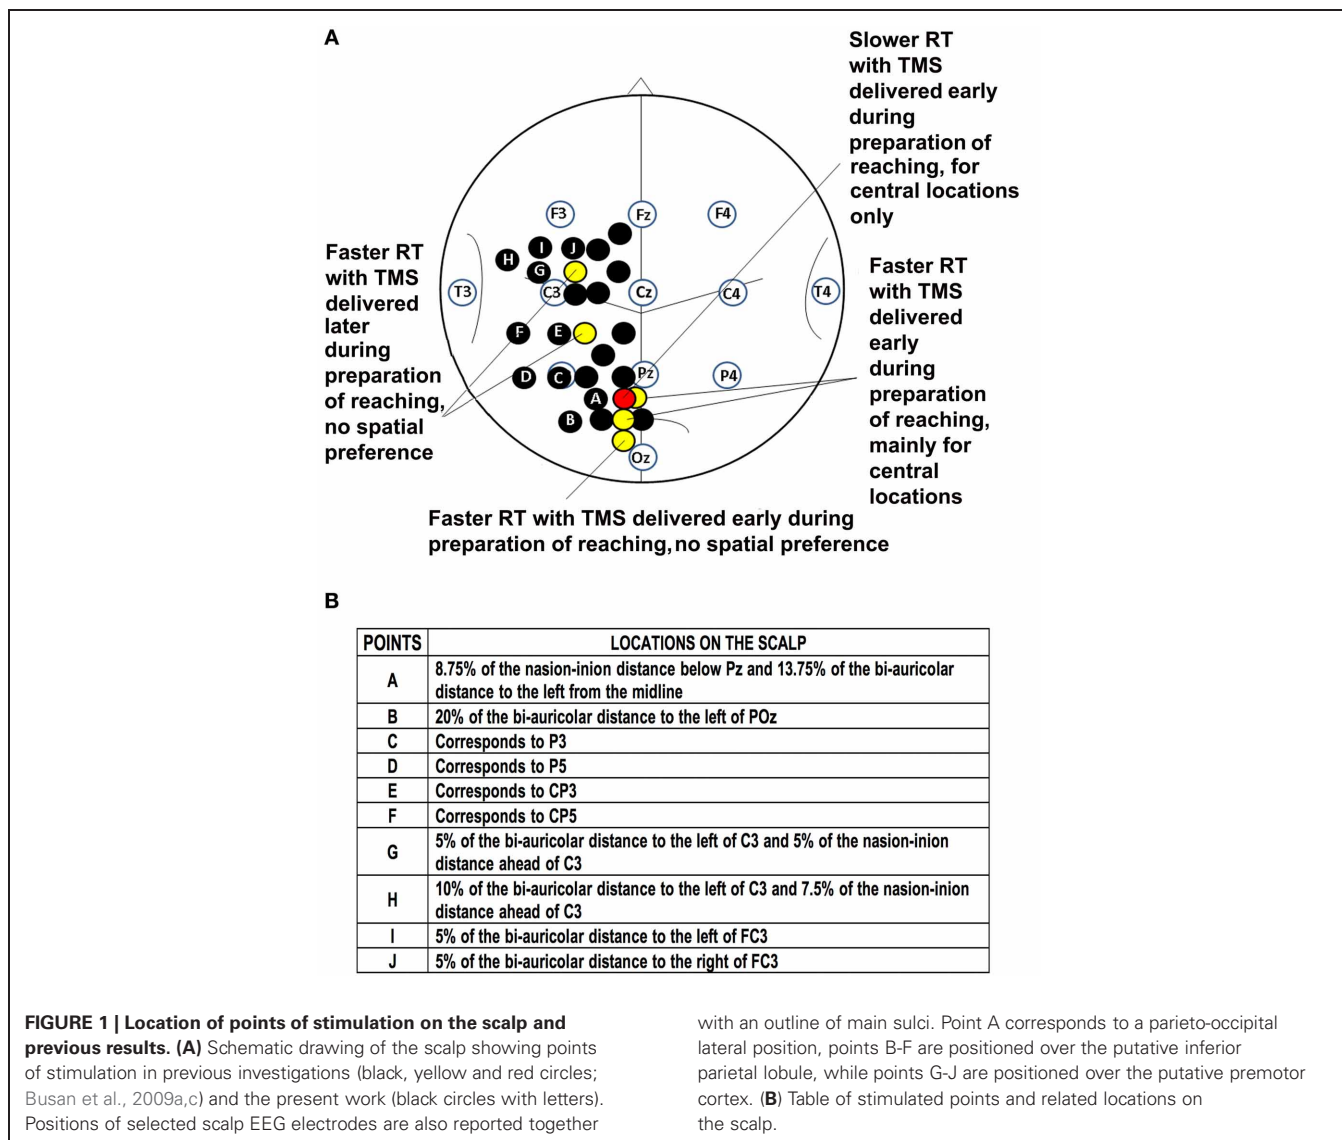 A
Slower RT
with TMS
delivered early
during
preparation of
reaching, for
central locations
only
F3
Fz
F4
I
J
H
G
Faster RT
with TMS
delivered
later
during
preparation
of reaching,
no spatial
preference
Faster RT
with TMS
delivered
early
during
preparation
of reaching,
mainly for
central
locations
T3
C3
Cz
C4
T4
F
E
D
C
Pz
P4
A
B
Oz
Faster RT with TMS delivered early during
preparation of reaching, no spatial preference
B
POINTS LOCATIONS ON THE SCALP
A 8.75% of the nasion-inion distance below Pz and 13.75% of the bi-auricolar
distance to the left from the midline
B 20% of the bi-auricolar distance to the left of POz
C Corresponds to P3
D Corresponds to P5
E Corresponds to CP3
F Corresponds to CP5
G 5% of the bi-auricolar distance to the left of C3 and 5% of the nasion-inion
distance ahead of C3
H 10% of the bi-auricolar distance to the left of C3 and 7.5% of the nasion-inion
distance ahead of C3
I 5% of the bi-auricolar distance to the left of FC3
J 5% of the bi-auricolar distance to the right of FC3
FIGURE 1 | Location of points of stimulation on the scalp and
previous results. (A) Schematic drawing of the scalp showing points
of stimulation in previous investigations (black, yellow and red circles;
Busan et al., 2009a,c) and the present work (black circles with letters).
Positions of selected scalp EEG electrodes are also reported together
with an outline of main sulci. Point A corresponds to a parieto-occipital
lateral position, points B-F are positioned over the putative inferior
parietal lobule, while points G-J are positioned over the putative premotor
cortex. (B) Table of stimulated points and related locations on
the scalp.